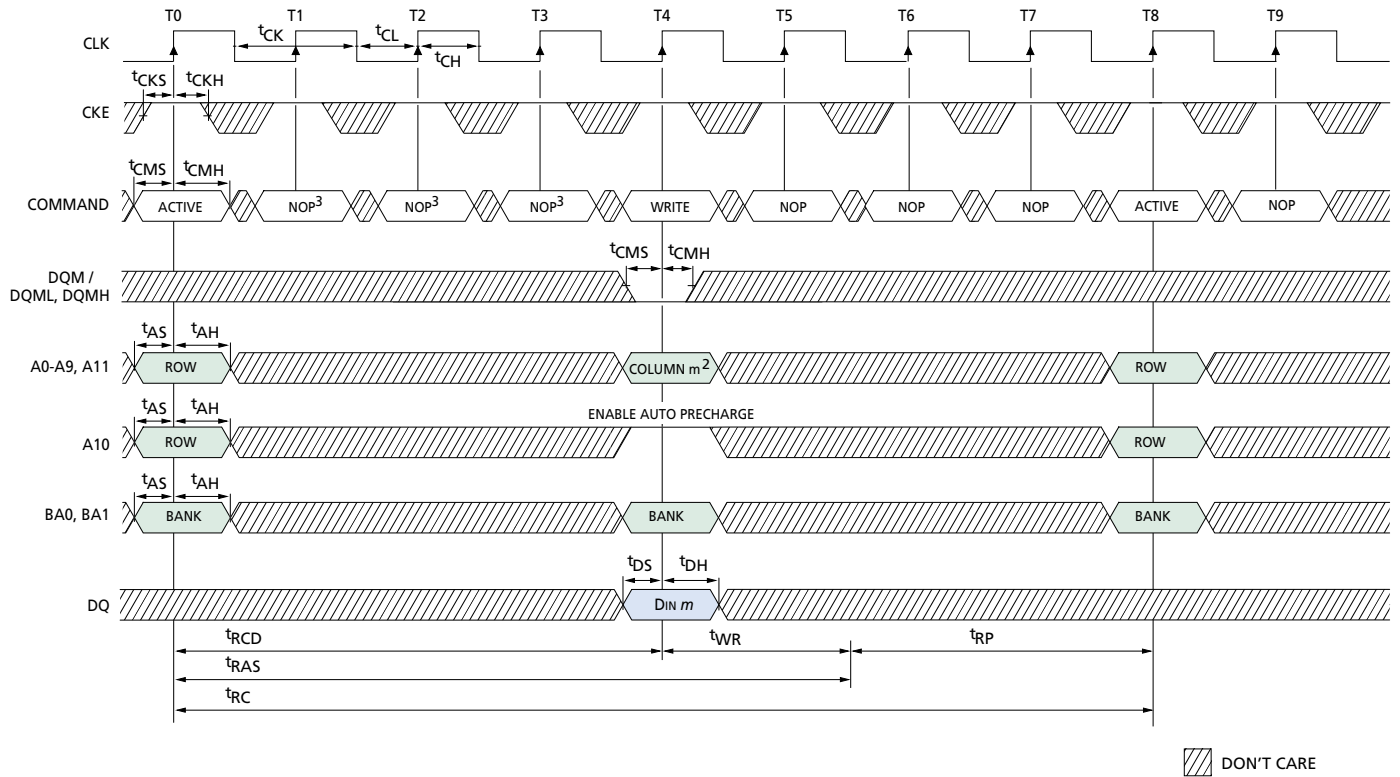 T0 T1 T2 T3 T4 T5 T6 T7 T8 T9
CLK tCK tCL tCH
tCKS tCKH
CKE
tCMS tCMH
COMMAND ACTIVE NOP3 NOP3 NOP3 WRITE NOP NOP NOP ACTIVE NOP
tCMS tCMH
DQM /
DQML, DQMH
tAS tAH
A0-A9, A11 ROW COLUMN m2 ROW
tAS tAH ENABLE AUTO PRECHARGE
A10 ROW ROW
tAS tAH
BA0, BA1 BANK BANK BANK
tDS tDH
DQ DIN m
tRCD tWR tRP
tRAS
tRC
DON'T CARE